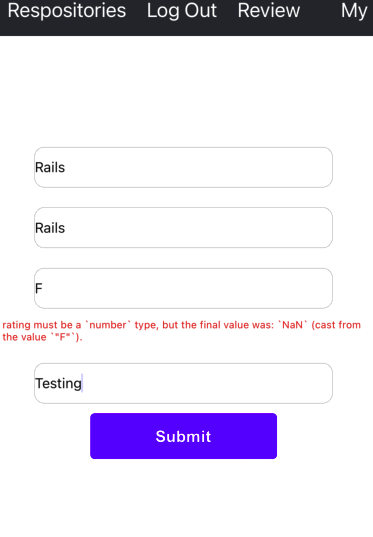 Respositories Log Out Review My
Rails
Rails
F
rating must be a `number` type, but the final value was: `NaN` (cast from
the value `"F"`).
Testing
Submit